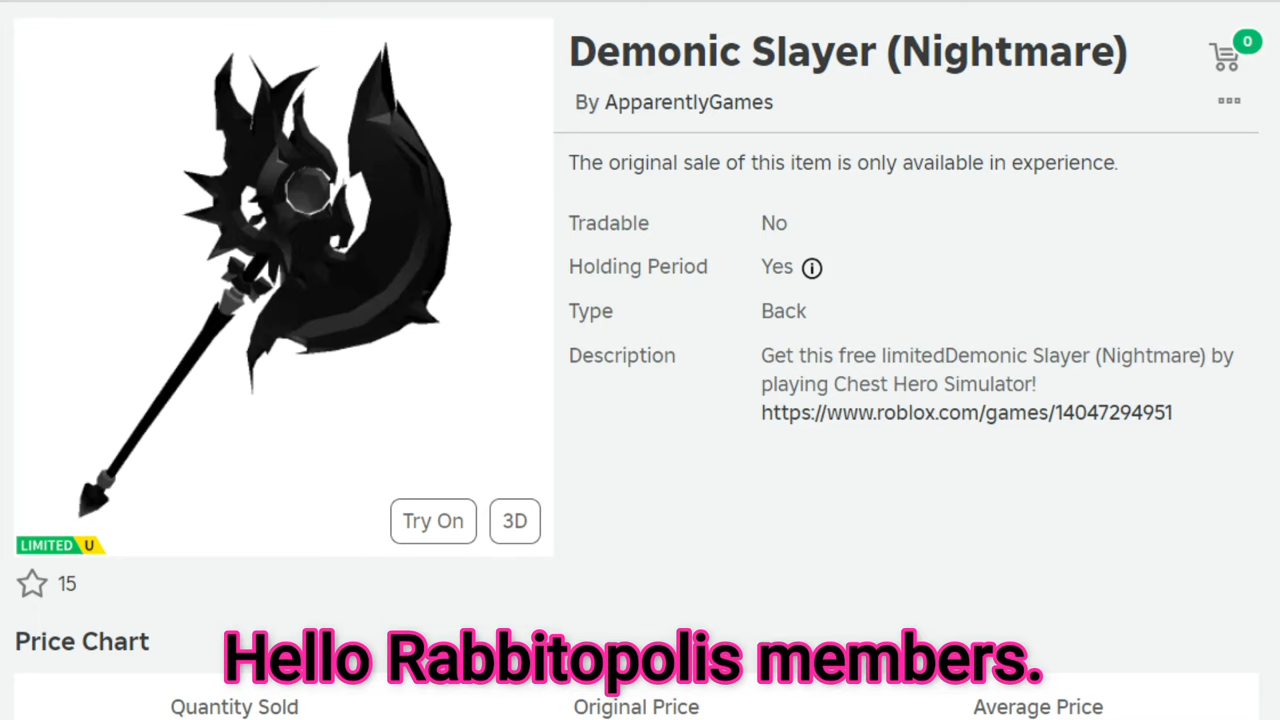 Demonic Slayer (Nightmare)
0
By ApparentlyGames
The original sale of this item is only available in experience.
Tradable No
Holding Period Yes
Type Back
Description Get this free limitedDemonic Slayer (Nightmare) by
playing Chest Hero Simulator!
https://www.roblox.com/games/14047294951
Try On 3D
LIMITED U
15
Price Chart
Hello Rabbitopolis members.
Quantity Sold Original Price Average Price